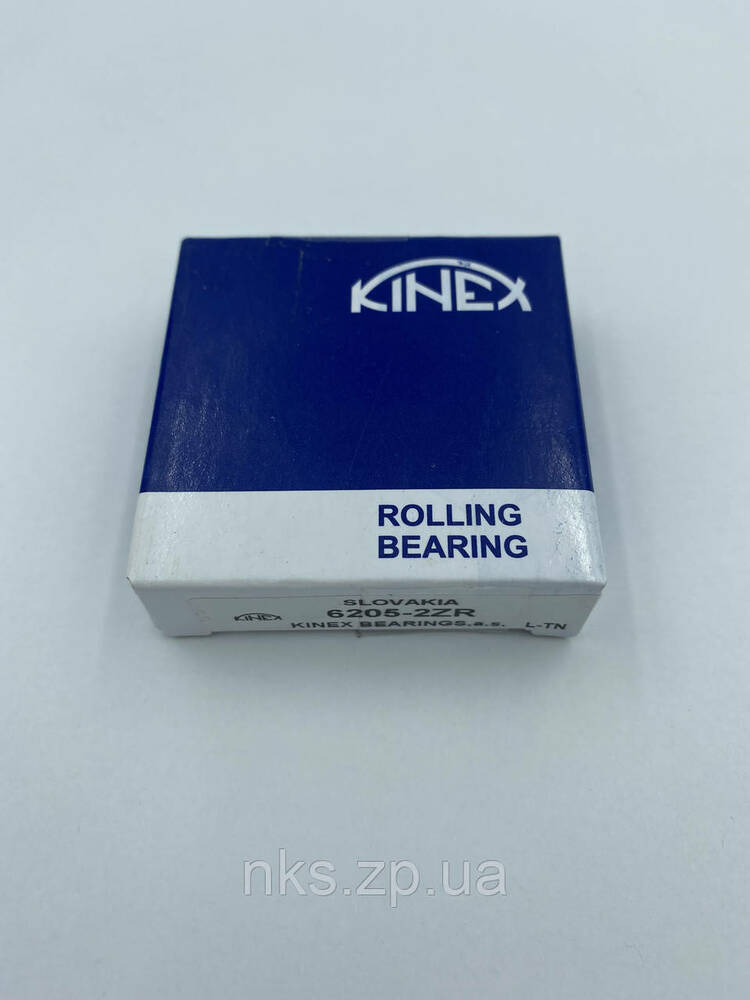 KINEX
ROLLING
BEARING
SLOVAKIA
KINEX 6205-2ZR
KINEX BEARINGS,a.s. L-TN
nks.zp.ua